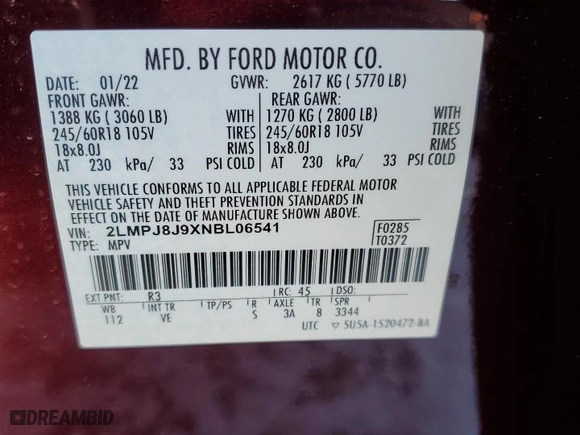 MFD. BY FORD MOTOR CO.
DATE: 01/22 GVWR: 2617 KG ( 5770 LB)
FRONT GAWR: REAR GAWR:
1388 KG ( 3060 LB) 1270 KG ( 2800 LB) WITH
245/60R18 105V TIRES 245/60R18 105V TIRES
18x8.0J RIMS 18x8.0J RIMS
AT 230 kPa/ 33 PSI COLD AT 230 kPa/ 33 PSI COLD
THIS VEHICLE CONFORMS TO ALL APPLICABLE FEDERAL MOTOR
VEHICLE SAFETY AND THEFT PREVENTION STANDARDS IN
EFFECT ON THE DATE OF MANUFACTURE SHOWN ABOVE.
VIN: 2LMPJ8J9XNBL06541 F0285
TYPE: MPV T0372
EXT PNT: R3 RC: 45 DSO:
WB INT TR TP/PS R AXLE TR SPR
112 VE S 3A 8 3344
UTC ▽ 5U5A-1520472-BA
DREAMBID